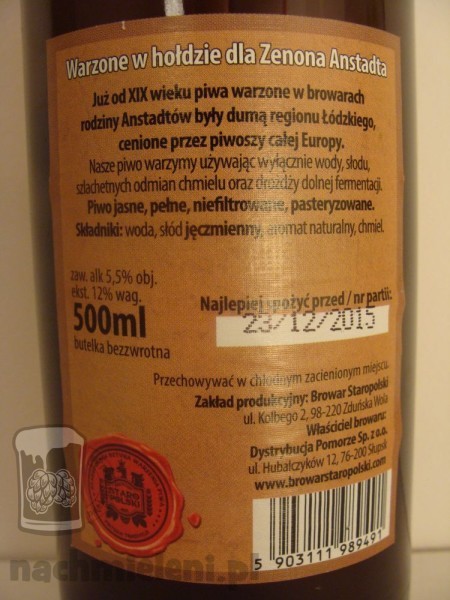 Warzone w hołdzie dla Zenona Anstadta
Już od XIX wieku piwa warzone w browarach
rodziny Anstadtów były dumą regionu Łódzkiego,
cenione przez piwoszy całej Europy.
Nasze piwo warzymy używając wyłącznie wody, słodu,
szlachetnych odmian chmielu oraz drożdży dolnej fermentacji.
Piwo jasne, pełne, niefiltrowane, pasteryzowane.
Składniki: woda, słód jęczmienny, aromat naturalny, chmiel.
zaw. alk 5,5% obj.
ekst. 12% wag.
500ml
butelka bezzwrotna
Najlepiej spożyć przed / nr partii:
23/12/2015
Przechowywać w chłodnym zacienionym miejscu.
Zakład produkcyjny: Browar Staropolski
ul. Kolbego 2, 98-220 Zduńska Wola
Właściciel browaru:
Dystrybucja Pomorze Sp. z a.o.
ul. Hubalczyków 12, 76-200 Słupsk
www.browarstaropolski.com
5 903111 989491
nachmieleni.pl